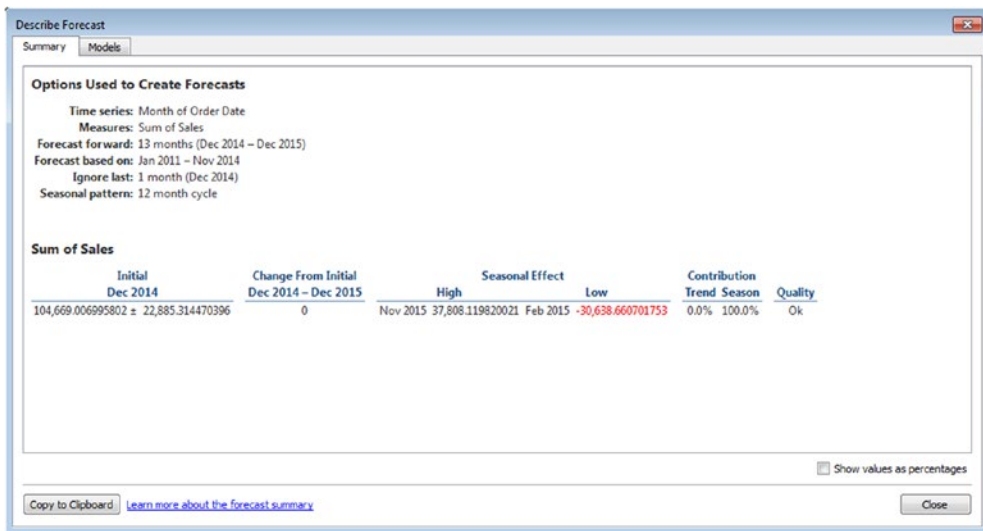 Describe Forecast
Summary Models
Options Used to Create Forecasts
Time series: Month of Order Date
Measures: Sum of Sales
Forecast forward: 13 months (Dec 2014 – Dec 2015)
Forecast based on: Jan 2011 – Nov 2014
Ignore last: 1 month (Dec 2014)
Seasonal pattern: 12 month cycle
Sum of Sales
Initial Change From Initial Seasonal Effect Contribution
Dec 2014 Dec 2014 – Dec 2015 High Low Trend Season Quality
104,669.006995802 ± 22,885.314470396 0 Nov 2015 37,808.119820021 Feb 2015 -30,638.660701753 0.0% 100.0% Ok
Show values as percentages
Copy to Clipboard Learn more about the forecast summary Close